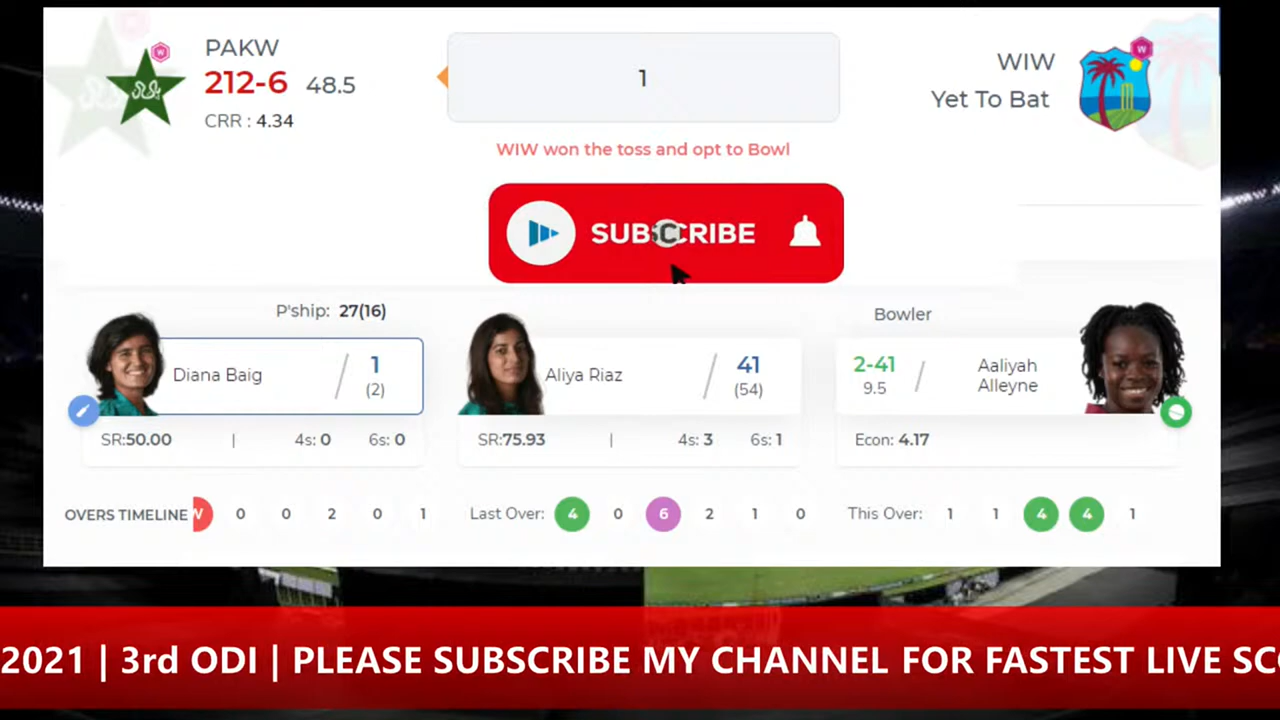 PAKW
212-6 48.5
CRR : 4.34
1
WIW
Yet To Bat
WIW won the toss and opt to Bowl
SUBSCRIBE
P'ship: 27(16)
Bowler
Diana Baig / 1 (2)
Aliya Riaz / 41 (54)
2-41 9.5 / Aaliyah Alleyne
SR:50.00 | 4s: 0 6s: 0
SR:75.93 | 4s: 3 6s: 1
Econ: 4.17
OVERS TIMELINE W 0 0 2 0 1 Last Over: 4 0 6 2 1 0 This Over: 1 1 4 4 1
2021 | 3rd ODI | PLEASE SUBSCRIBE MY CHANNEL FOR FASTEST LIVE SC